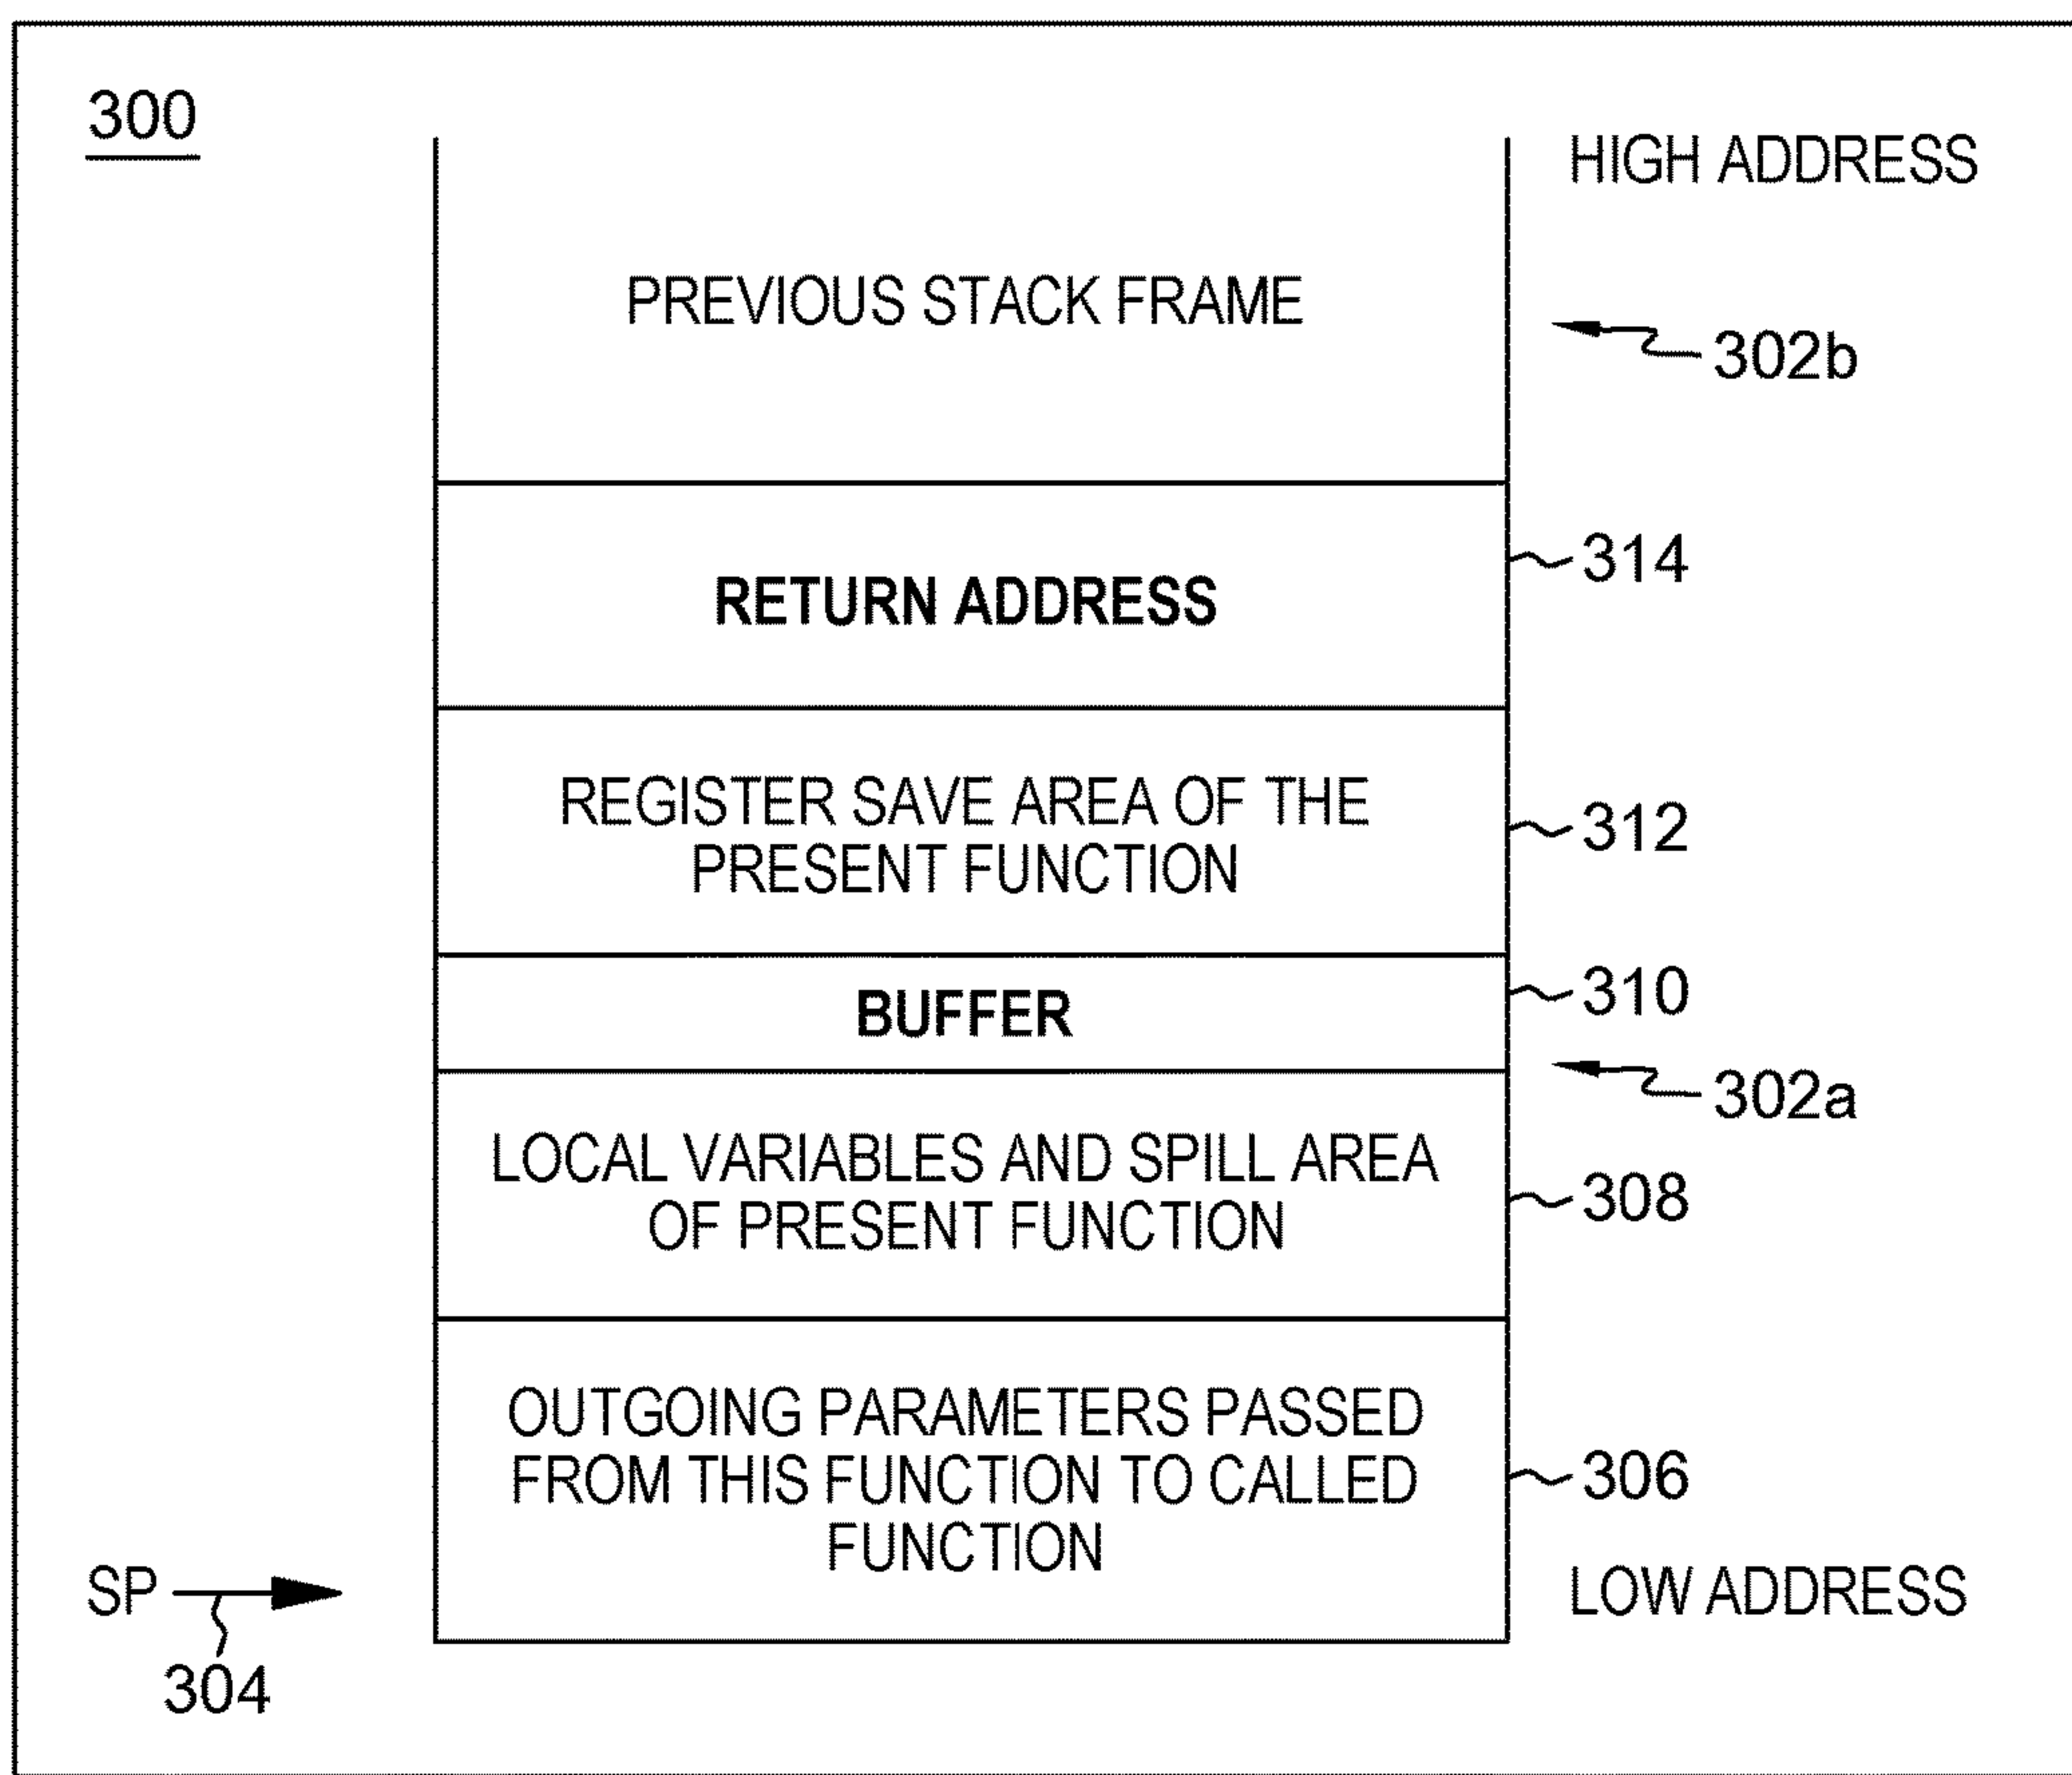 300
HIGH ADDRESS
PREVIOUS STACK FRAME
302b
314
RETURN ADDRESS
REGISTER SAVE AREA OF THE
PRESENT FUNCTION
312
310
BUFFER
302a
LOCAL VARIABLES AND SPILL AREA
OF PRESENT FUNCTION
308
OUTGOING PARAMETERS PASSED
FROM THIS FUNCTION TO CALLED
FUNCTION
306
SP
LOW ADDRESS
304